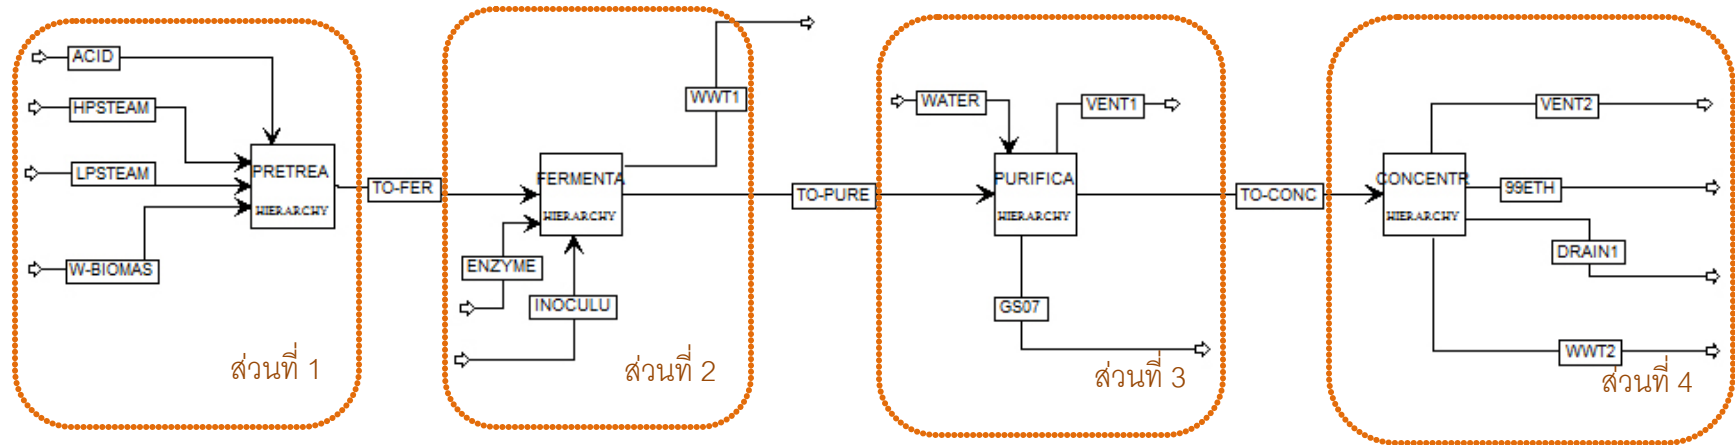 ACID
HPSTEAM
LPSTEAM
W-BIOMAS
PRETREA
HIERARCHY
TO-FER
ส่วนที่ 1
WWT1
FERMENTA
HIERARCHY
ENZYME
INOCULU
TO-PURE
ส่วนที่ 2
WATER
VENT1
PURIFICA
HIERARCHY
GS07
TO-CONC
ส่วนที่ 3
VENT2
CONCENTR
HIERARCHY
99ETH
DRAIN1
WWT2
ส่วนที่ 4